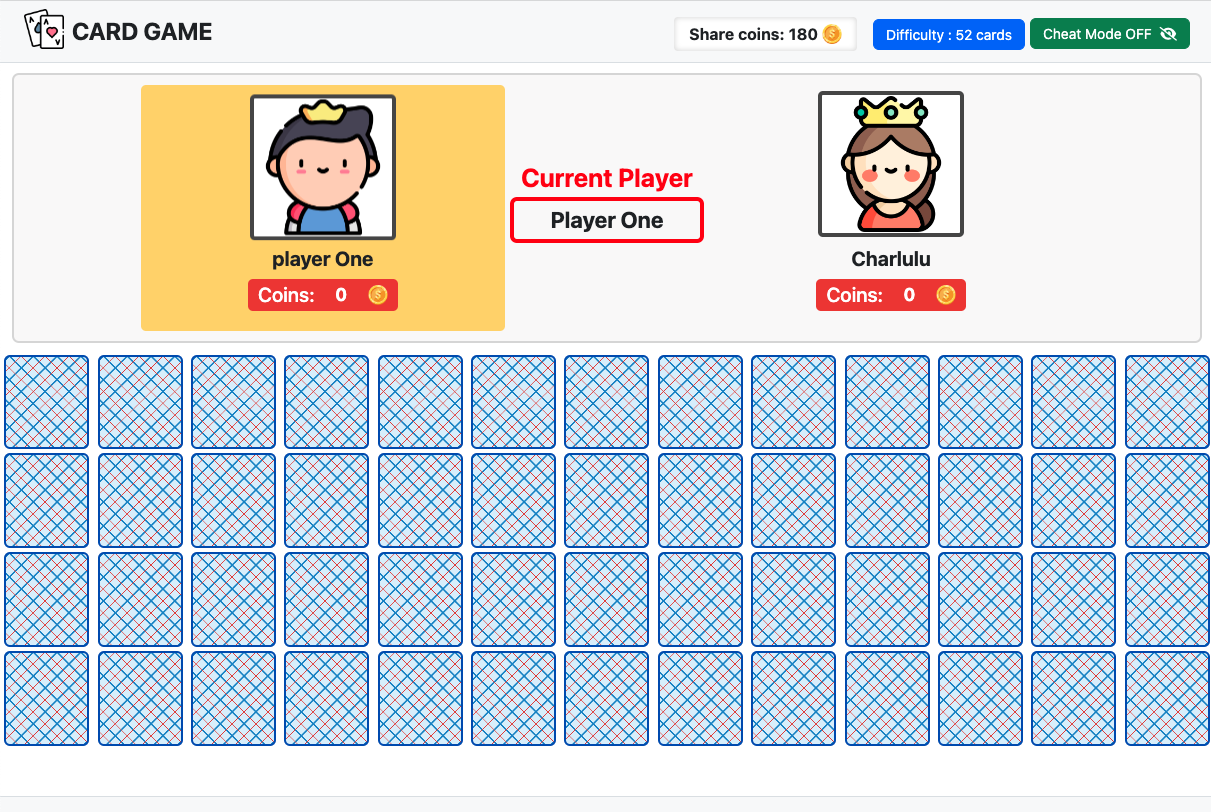 CARD GAME
Share coins: 180
Difficulty : 52 cards
Cheat Mode OFF
Current Player
Player One
player One
Coins: 0
Charlulu
Coins: 0